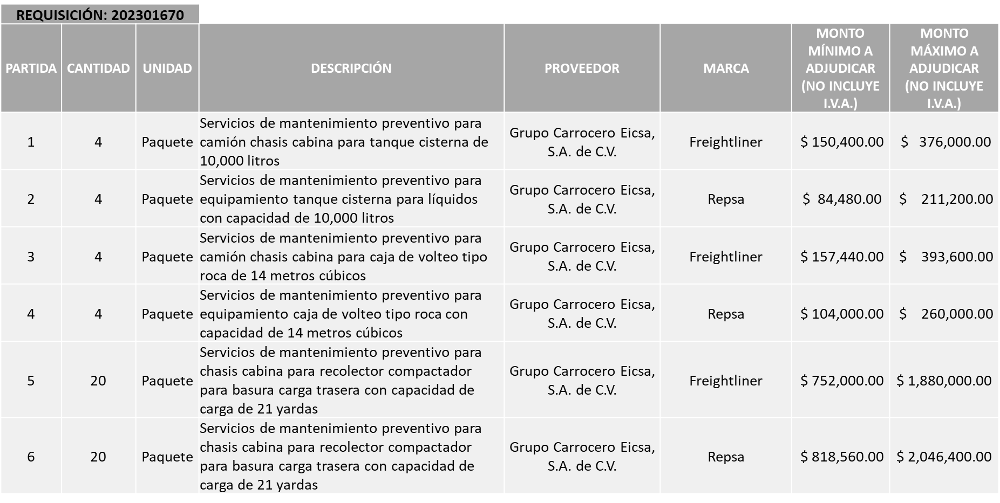 REQUISICIÓN: 202301670
PARTIDA
CANTIDAD
UNIDAD
DESCRIPCIÓN
PROVEEDOR
MARCA
MONTO
MÍNIMO A
ADJUDICAR
(NO INCLUYE
I.V.A.)
MONTO
MÁXIMO A
ADJUDICAR
(NO INCLUYE
I.V.A.)
1
4
Paquete
Servicios de mantenimiento preventivo para
camión chasis cabina para tanque cisterna de
10,000 litros
Grupo Carrocero Eicsa,
S.A. de C.V.
Freightliner
$ 150,400.00
$ 376,000.00
2
4
Paquete
Servicios de mantenimiento preventivo para
equipamiento tanque cisterna para líquidos
con capacidad de 10,000 litros
Grupo Carrocero Eicsa,
S.A. de C.V.
Repsa
$ 84,480.00
$ 211,200.00
3
4
Paquete
Servicios de mantenimiento preventivo para
camión chasis cabina para caja de volteo tipo
roca de 14 metros cúbicos
Grupo Carrocero Eicsa,
S.A. de C.V.
Freightliner
$ 157,440.00
$ 393,600.00
4
4
Paquete
Servicios de mantenimiento preventivo para
equipamiento caja de volteo tipo roca con
capacidad de 14 metros cúbicos
Grupo Carrocero Eicsa,
S.A. de C.V.
Repsa
$ 104,000.00
$ 260,000.00
5
20
Paquete
Servicios de mantenimiento preventivo para
chasis cabina para recolector compactador
para basura carga trasera con capacidad de
carga de 21 yardas
Grupo Carrocero Eicsa,
S.A. de C.V.
Freightliner
$ 752,000.00
$ 1,880,000.00
6
20
Paquete
Servicios de mantenimiento preventivo para
chasis cabina para recolector compactador
para basura carga trasera con capacidad de
carga de 21 yardas
Grupo Carrocero Eicsa,
S.A. de C.V.
Repsa
$ 818,560.00
$ 2,046,400.00